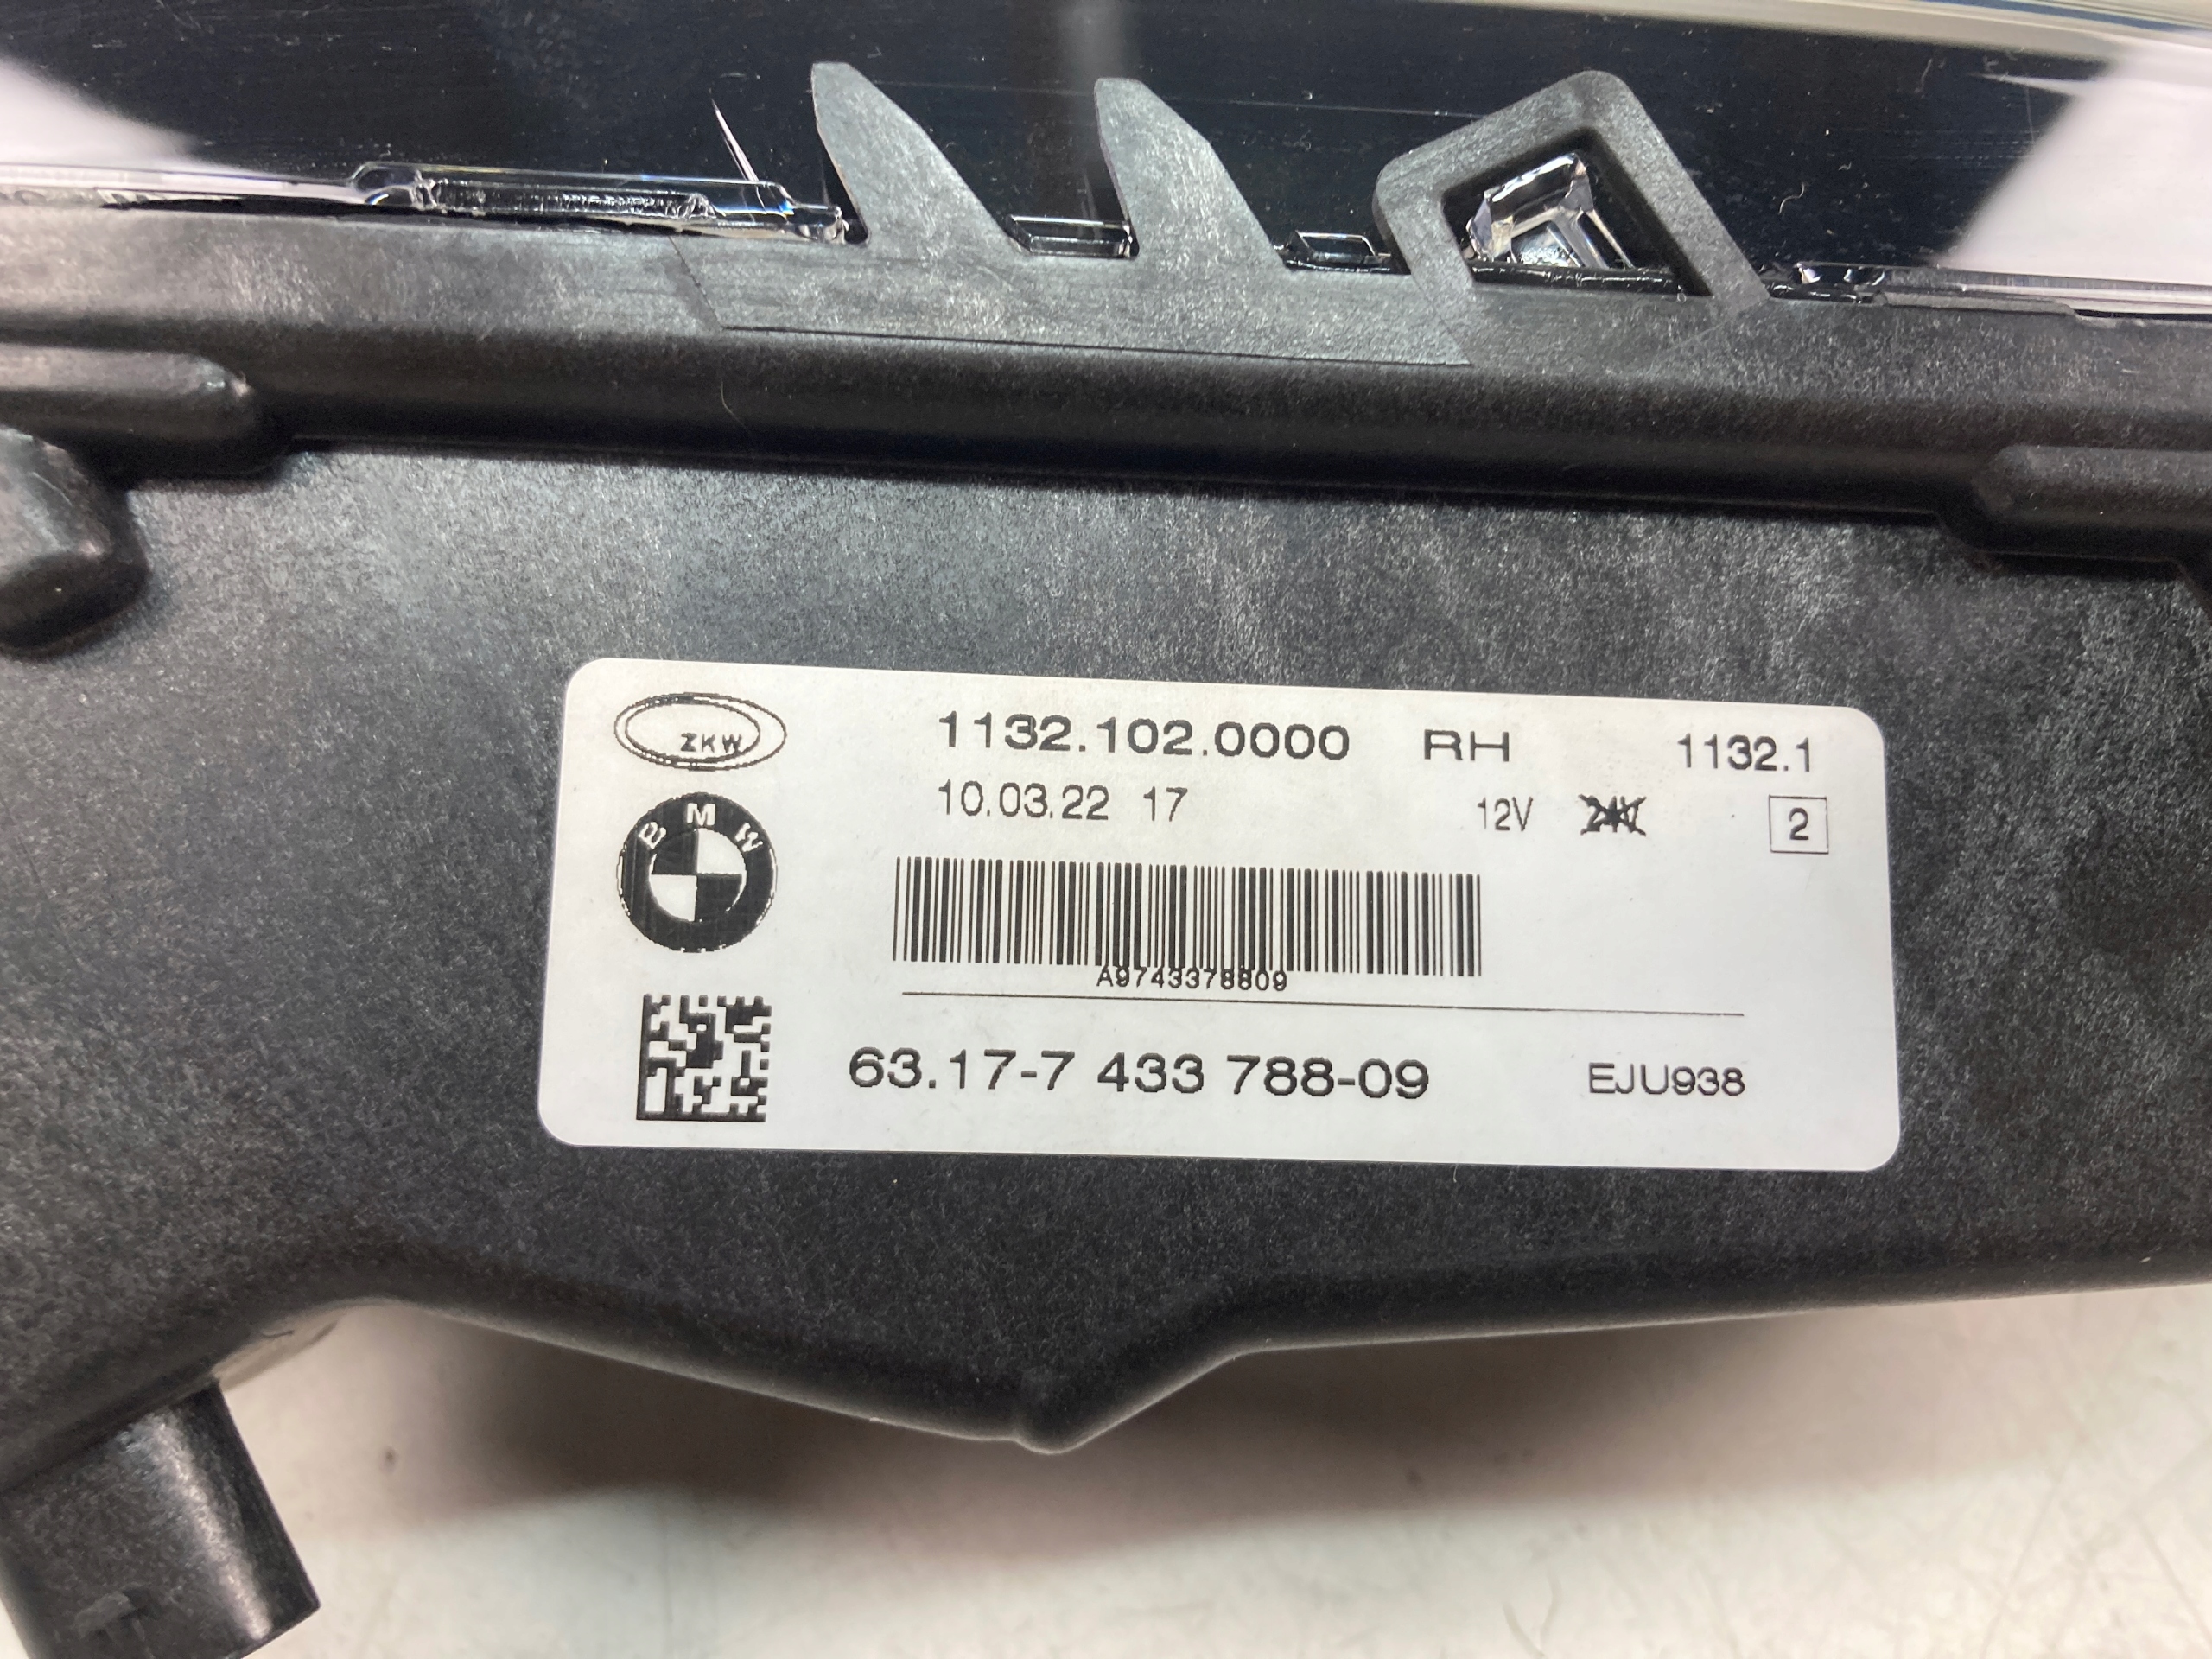 ZKW 1132.102.0000 RH 1132.1
10.03.22 17 12V 2
BMW
A9743378809
63.17-7 433 788-09 EJU938